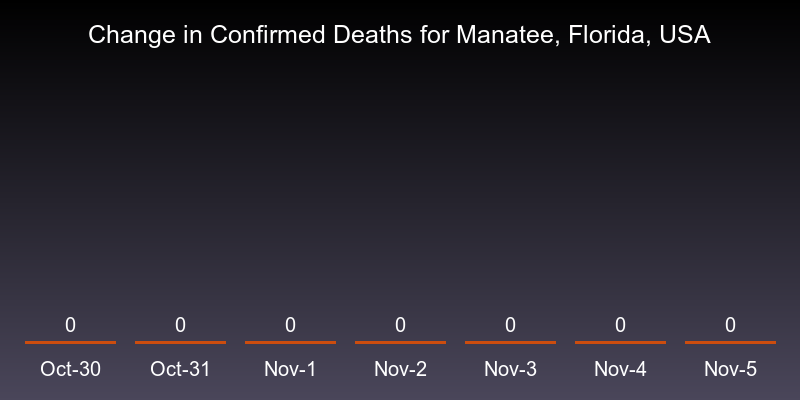 Change in Confirmed Deaths for Manatee, Florida, USA
0 0 0 0 0 0 0
Oct-30 Oct-31 Nov-1 Nov-2 Nov-3 Nov-4 Nov-5